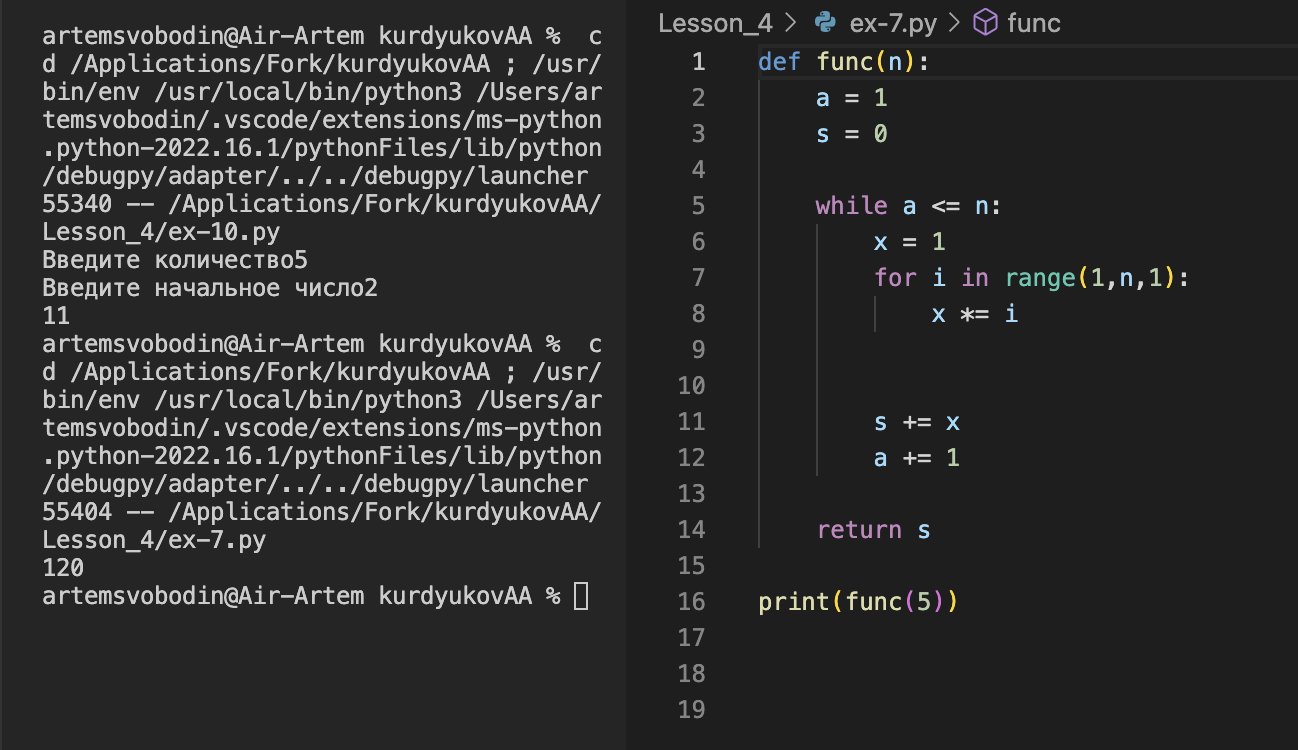 artemsvobodin@Air-Artem kurdyukovAA %  c
d /Applications/Fork/kurdyukovAA ; /usr/
bin/env /usr/local/bin/python3 /Users/ar
temsvobodin/.vscode/extensions/ms-python
.python-2022.16.1/pythonFiles/lib/python
/debugpy/adapter/../../debugpy/launcher
55340 -- /Applications/Fork/kurdyukovAA/
Lesson_4/ex-10.py
Введите количество5
Введите начальное число2
11
artemsvobodin@Air-Artem kurdyukovAA %  c
d /Applications/Fork/kurdyukovAA ; /usr/
bin/env /usr/local/bin/python3 /Users/ar
temsvobodin/.vscode/extensions/ms-python
.python-2022.16.1/pythonFiles/lib/python
/debugpy/adapter/../../debugpy/launcher
55404 -- /Applications/Fork/kurdyukovAA/
Lesson_4/ex-7.py
120
artemsvobodin@Air-Artem kurdyukovAA %
Lesson_4 > ex-7.py > func
1 def func(n):
2     a = 1
3     s = 0
4
5     while a <= n:
6         x = 1
7         for i in range(1,n,1):
8             x *= i
9
10
11         s += x
12         a += 1
13
14     return s
15
16 print(func(5))
17
18
19